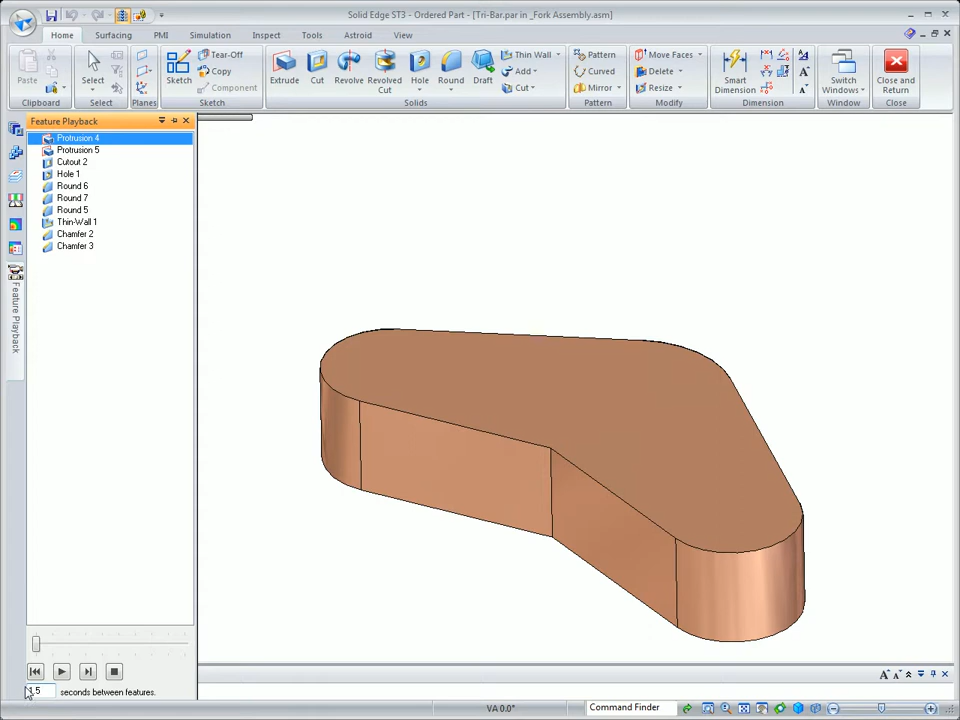 Solid Edge ST3 - Ordered Part - [Tri-Bar.par in _Fork Assembly.asm]
Home Surfacing PMI Simulation Inspect Tools Astroid View
Paste Select Sketch Tear-Off Copy Component Extrude Cut Revolve Revolved Cut Hole Round Draft Thin Wall Add Cut Pattern Curved Mirror Move Faces Delete Resize Smart Dimension Switch Windows Close and Return
Clipboard Select Planes Sketch Solids Pattern Modify Dimension Window Close
Feature Playback
Protrusion 4
Protrusion 5
Cutout 2
Hole 1
Round 6
Round 7
Round 5
Thin-Wall 1
Chamfer 2
Chamfer 3
Feature Playback
1.5 seconds between features.
VA 0.0° Command Finder